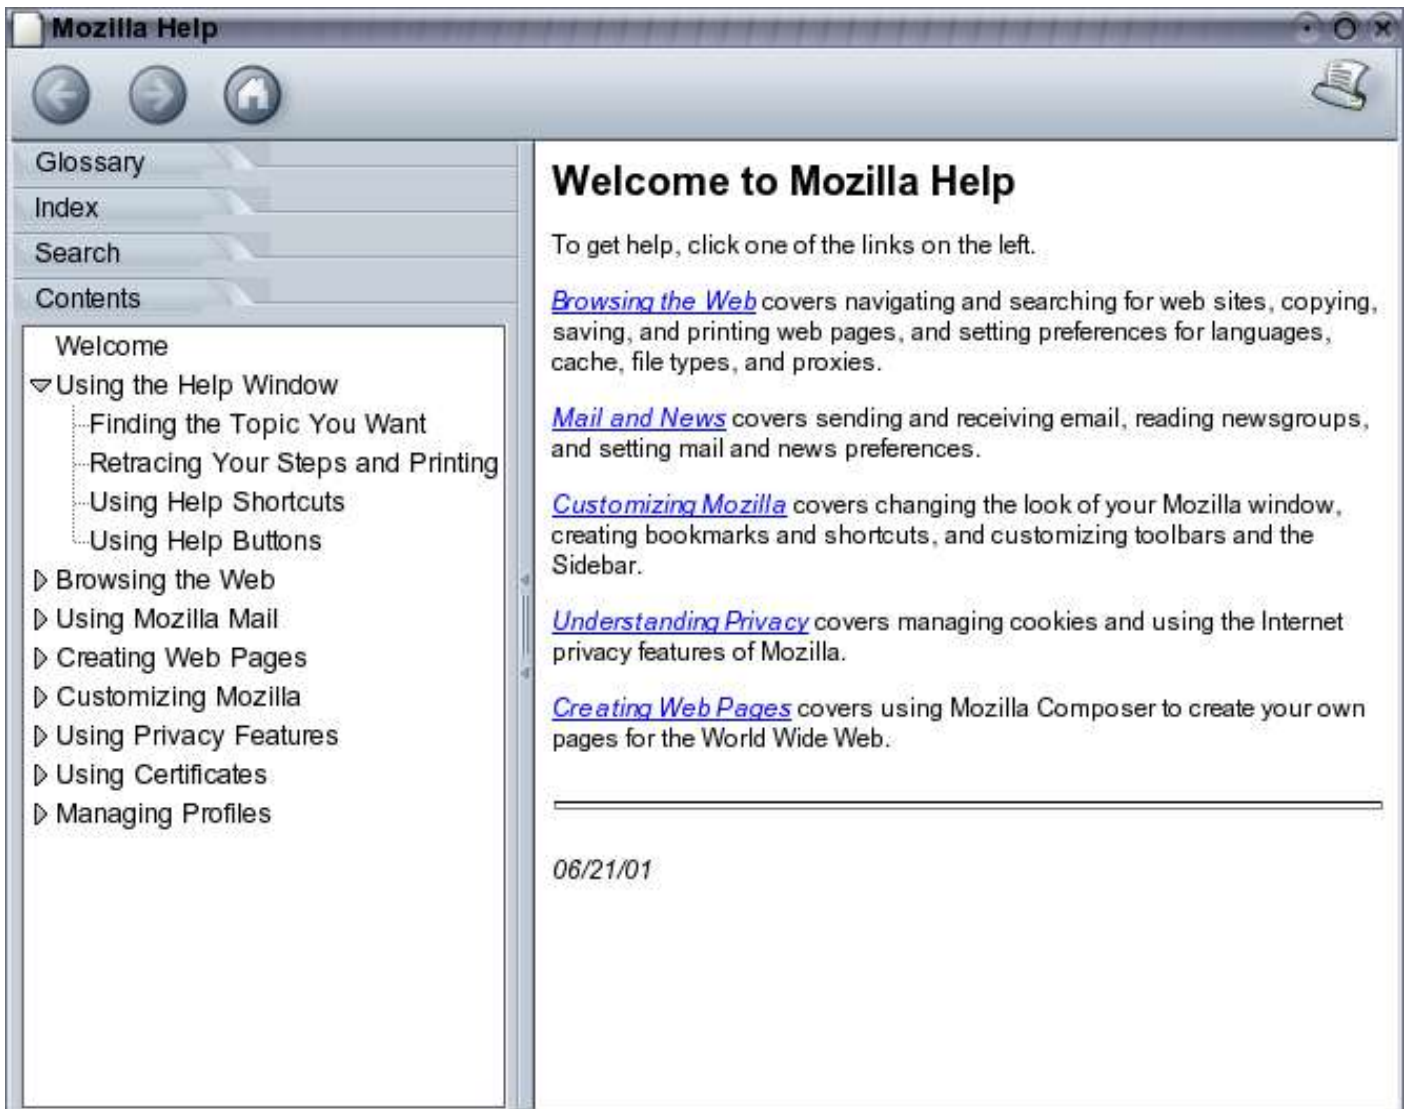 Mozilla Help
Glossary
Index
Search
Contents
Welcome
Using the Help Window
Finding the Topic You Want
Retracing Your Steps and Printing
Using Help Shortcuts
Using Help Buttons
Browsing the Web
Using Mozilla Mail
Creating Web Pages
Customizing Mozilla
Using Privacy Features
Using Certificates
Managing Profiles
Welcome to Mozilla Help
To get help, click one of the links on the left.
Browsing the Web covers navigating and searching for web sites, copying,
saving, and printing web pages, and setting preferences for languages,
cache, file types, and proxies.
Mail and News covers sending and receiving email, reading newsgroups,
and setting mail and news preferences.
Customizing Mozilla covers changing the look of your Mozilla window,
creating bookmarks and shortcuts, and customizing toolbars and the
Sidebar.
Understanding Privacy covers managing cookies and using the Internet
privacy features of Mozilla.
Creating Web Pages covers using Mozilla Composer to create your own
pages for the World Wide Web.
06/21/01